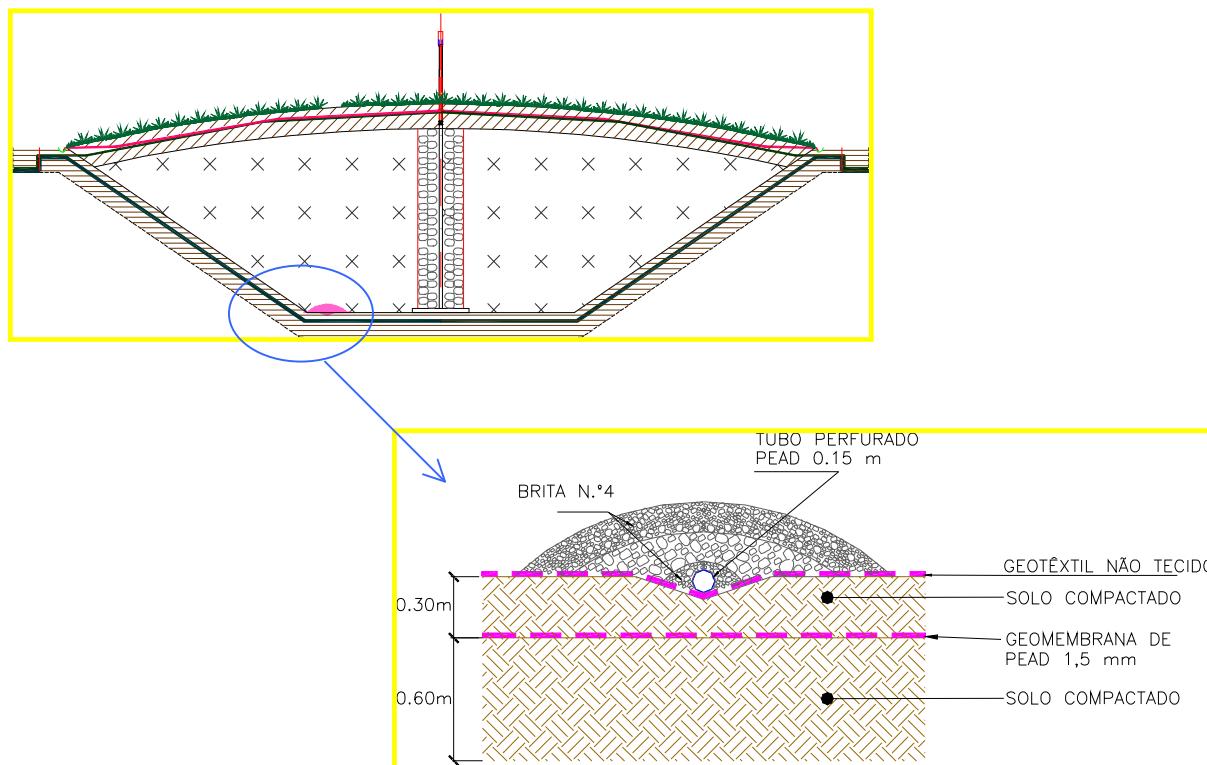 TUBO PERFURADO
PEAD 0.15 m
BRITA N.°4
GEOTÊXTIL NÃO TECIDO
0.30m
SOLO COMPACTADO
GEOMEMBRANA DE
PEAD 1,5 mm
0.60m
SOLO COMPACTADO